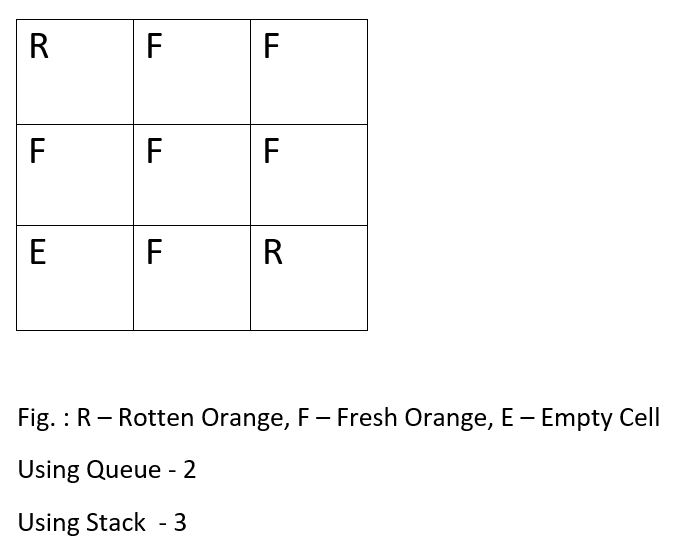 R F F
F F F
E F R
Fig. : R – Rotten Orange, F – Fresh Orange, E – Empty Cell
Using Queue - 2
Using Stack - 3